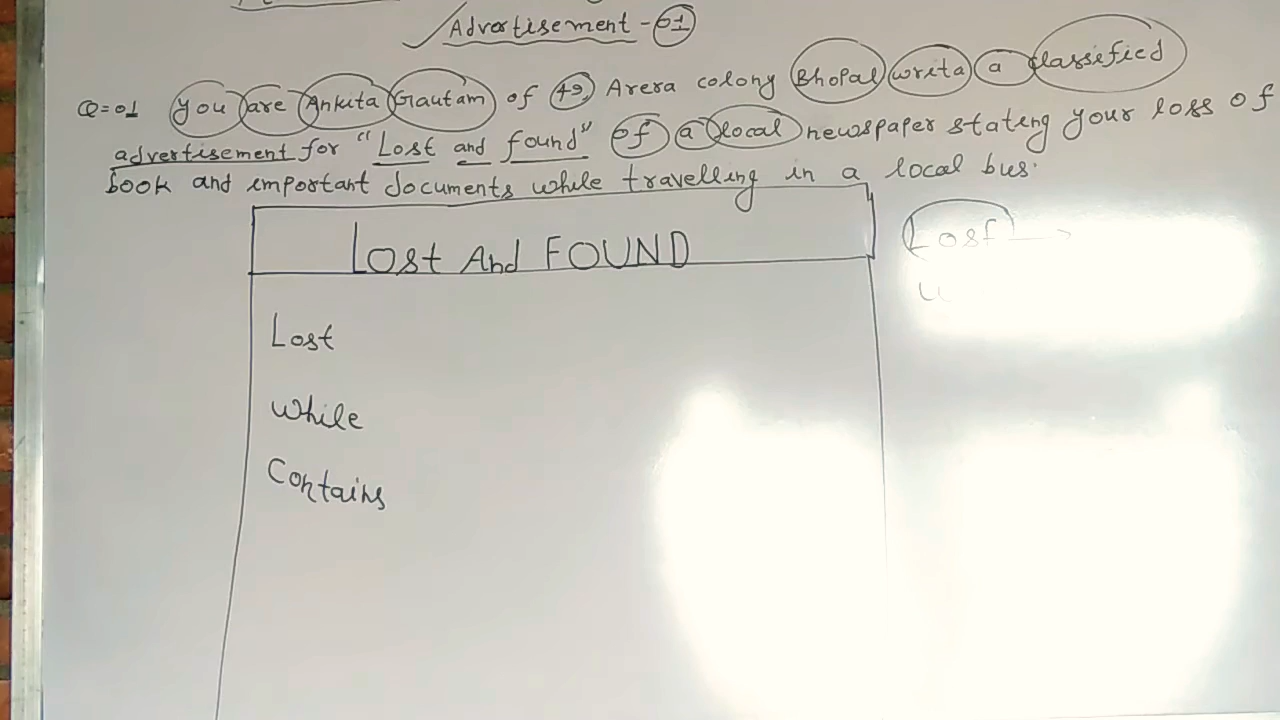 Advertisement - 01
Q=01 You are Ankita Gautam of 49, Arera colony Bhopal write a classified
advertisement for "Lost and found" of a local newspaper stating your loss of
book and important documents while travelling in a local bus.
Lost And FOUND
Lost
Lost
While
Contains